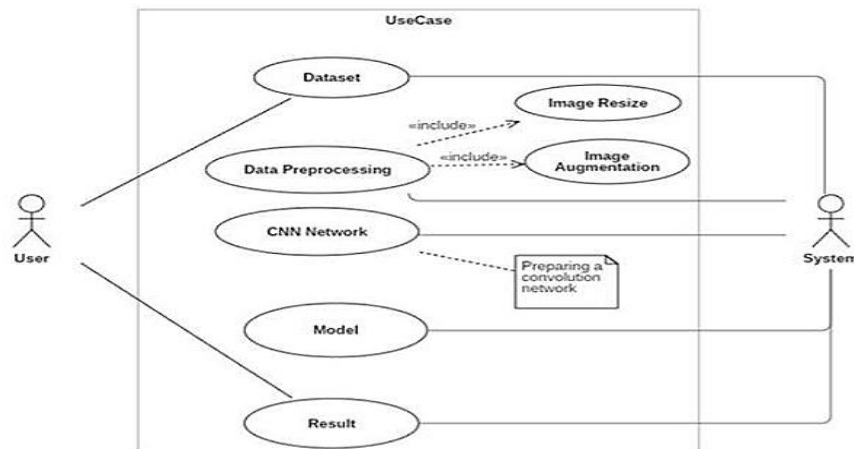 UseCase
Dataset
Image Resize
«include»
«include»
Image
Augmentation
Data Preprocessing
CNN Network
User
System
Preparing a
convolution
network
Model
Result